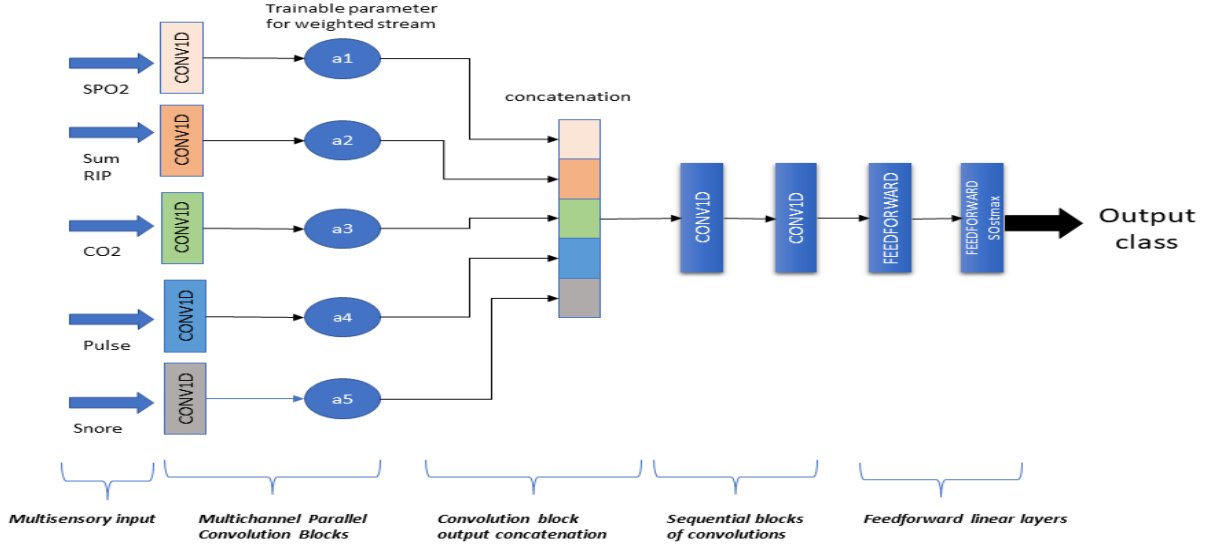 Trainable parameter
for weighted stream
CONV1D
a1
SPO2
concatenation
CONV1D
a2
Sum
RIP
CONV1D
a3
CO2
CONV1D
CONV1D
FEEDFORWARD
FEEDFORWARD
SOstmax
Output
class
CONV1D
a4
Pulse
CONV1D
a5
Snore
Multisensory input
Multichannel Parallel
Convolution Blocks
Convolution block
output concatenation
Sequential blocks
of convolutions
Feedforward linear layers